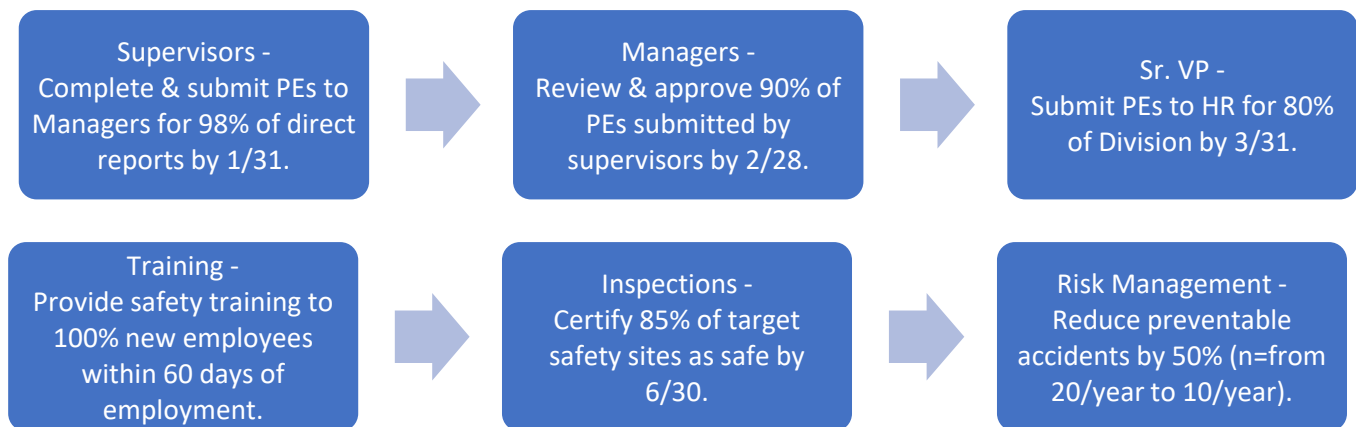 Supervisors -
Complete & submit PEs to
Managers for 98% of direct
reports by 1/31.
Managers -
Review & approve 90% of
PEs submitted by
supervisors by 2/28.
Sr. VP -
Submit PEs to HR for 80%
of Division by 3/31.
Training -
Provide safety training to
100% new employees
within 60 days of
employment.
Inspections -
Certify 85% of target
safety sites as safe by
6/30.
Risk Management -
Reduce preventable
accidents by 50% (n=from
20/year to 10/year).